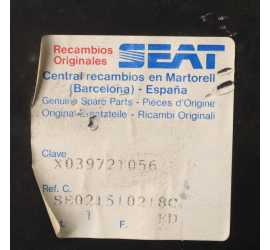 Recambios
Originales
SEAT
Central recambios en Martorell
(Barcelona) - España
Genuine Spare Parts - Pièces d'Origine
Original-Ersatzteile - Ricambi Originali
Clave
X039721056
Ref. C.
SE021510218C
1 F. ED